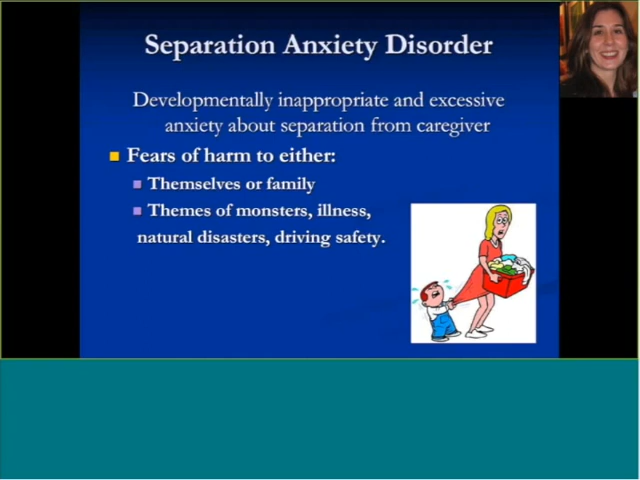 Separation Anxiety Disorder
Developmentally inappropriate and excessive
anxiety about separation from caregiver
Fears of harm to either:
Themselves or family
Themes of monsters, illness,
natural disasters, driving safety.